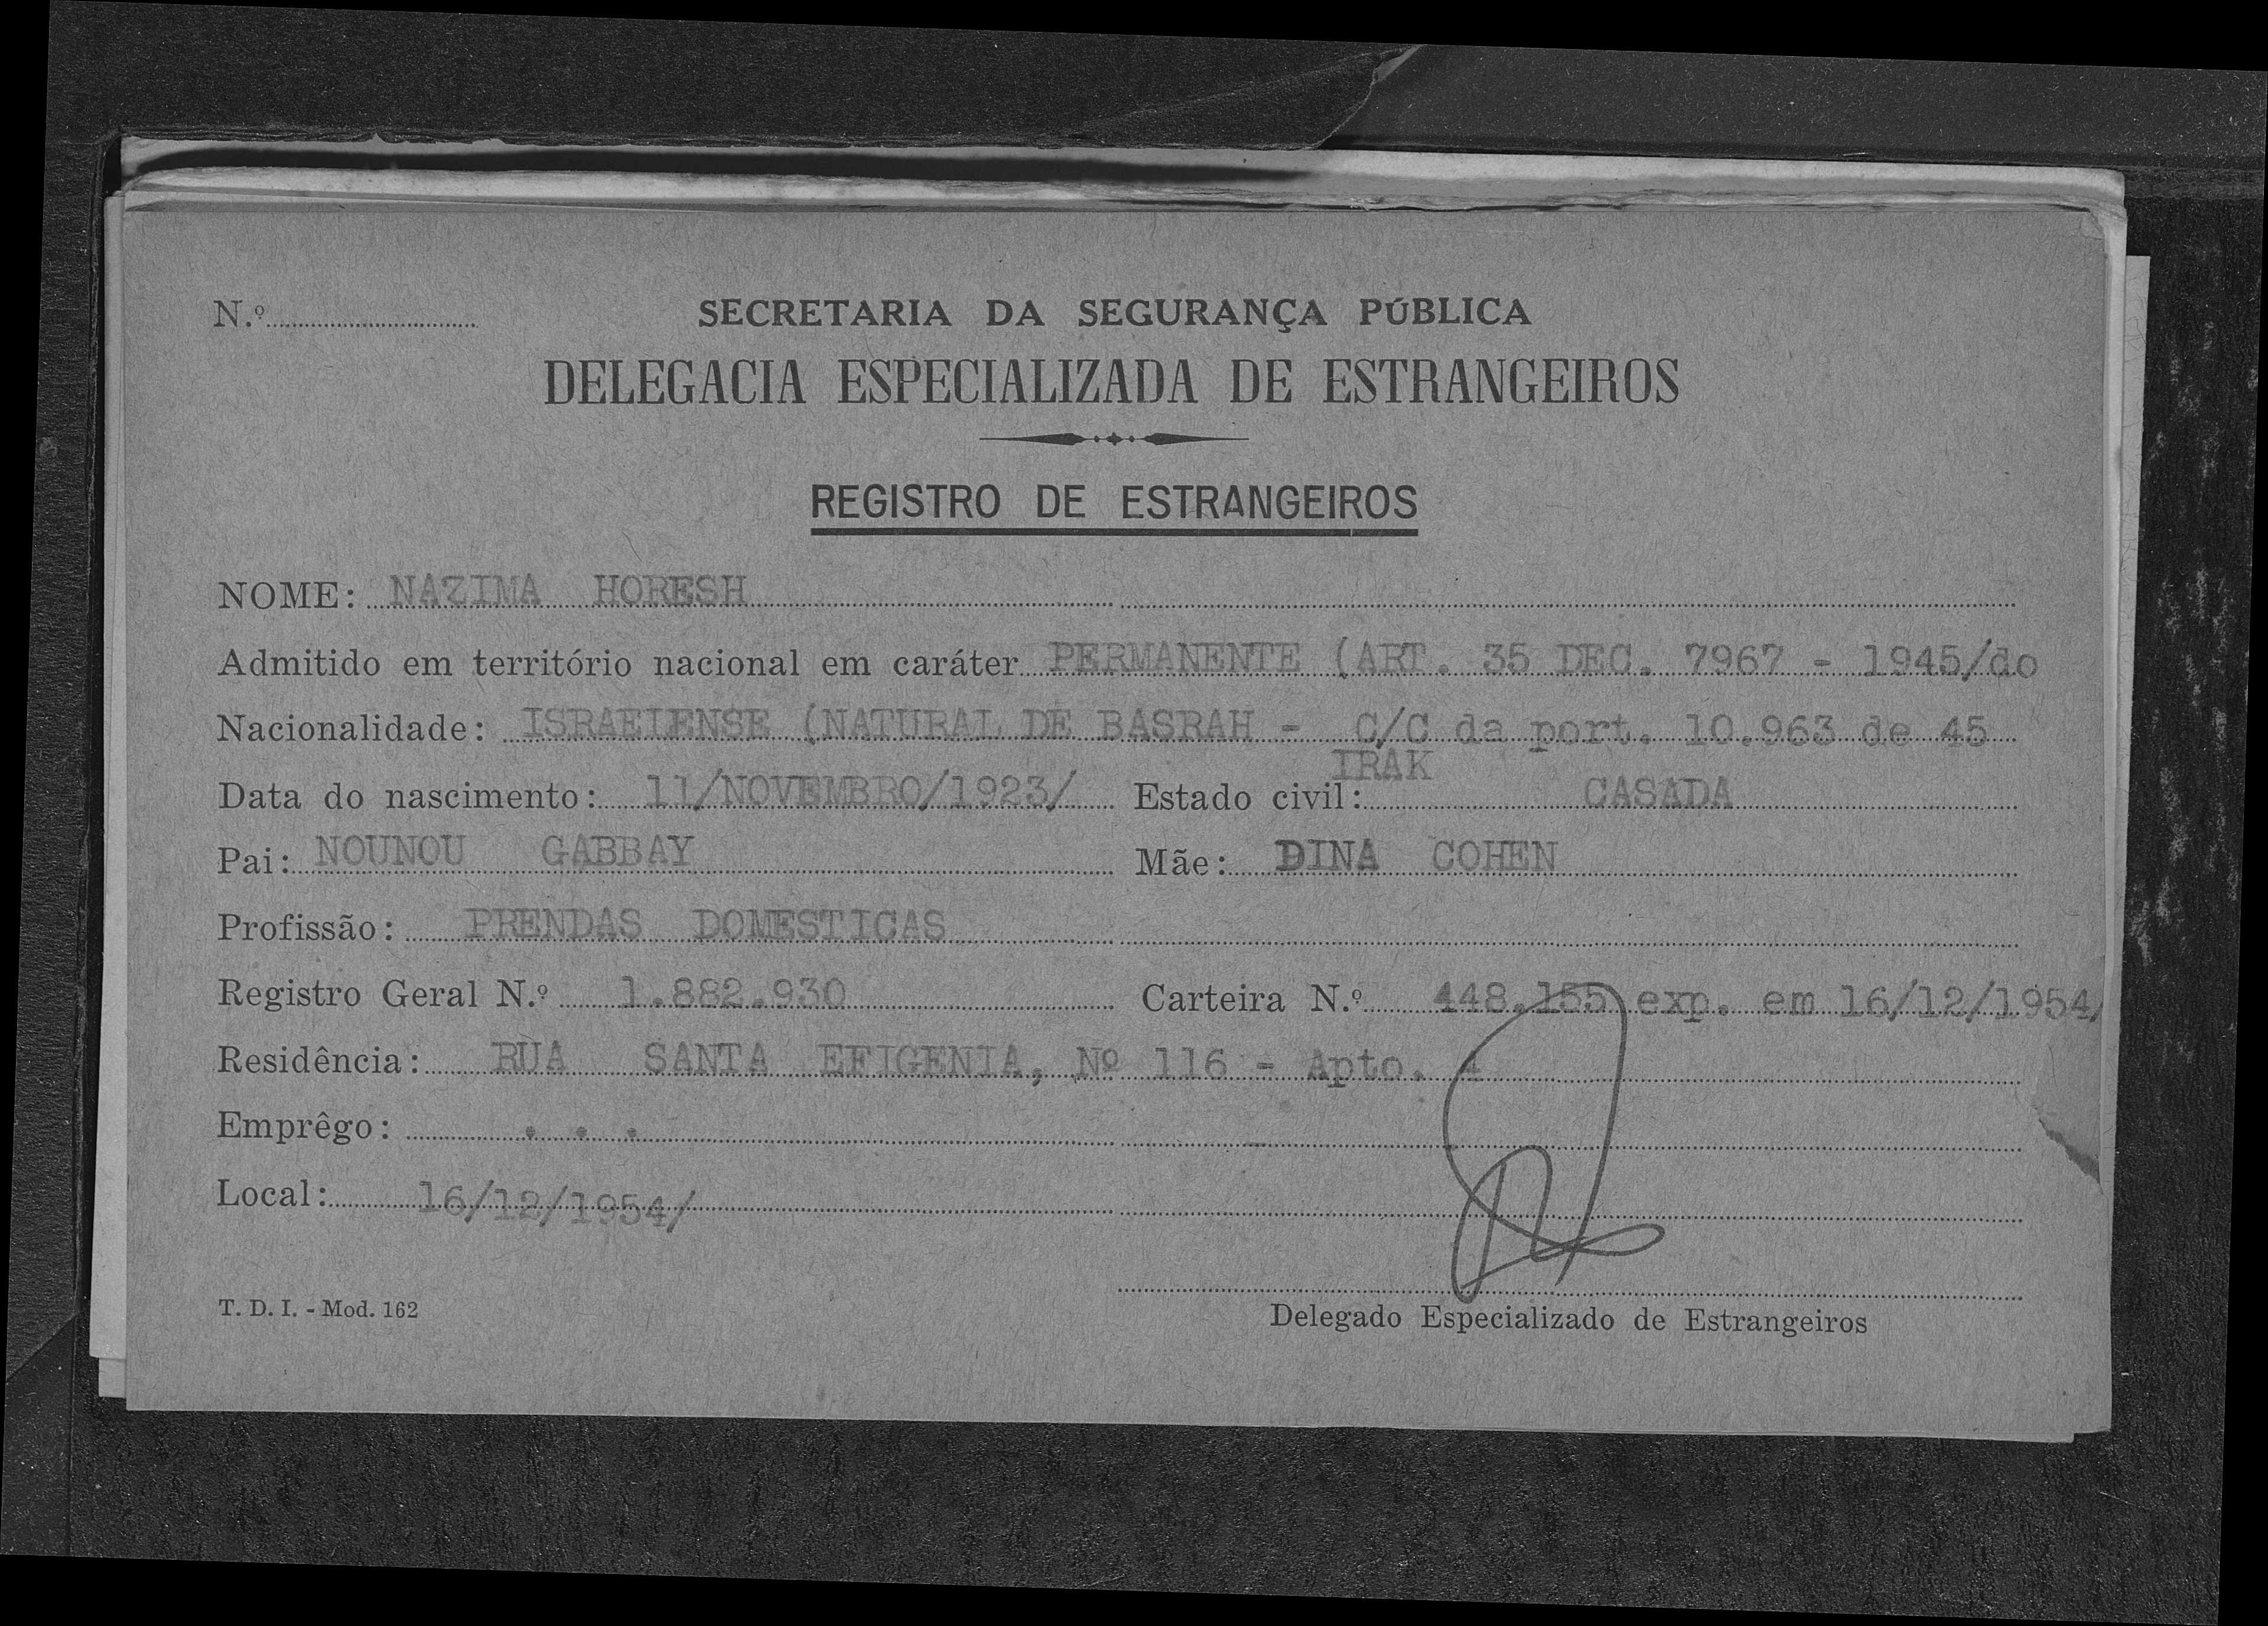 N.º
SECRETARIA DA SEGURANÇA PÚBLICA
DELEGACIA ESPECIALIZADA DE ESTRANGEIROS
REGISTRO DE ESTRANGEIROS
NOME: NAZIMA HORESH
Admitido em território nacional em caráter PERMANENTE (ART. 35 DEC. 7967 - 1945/do
Nacionalidade: ISRAELENSE (NATURAL DE BASRAH - C/C da port. 10.963 de 45
IRAK
Data do nascimento: 11/NOVEMBRO/1923/ Estado civil: CASADA
Pai: NOUNOU GABBAY Mãe: DINA COHEN
Profissão: PRENDAS DOMESTICAS
Registro Geral N.º 1.882.930 Carteira N.º 448.155 exp. em 16/12/1954/
Residência: RUA SANTA EFIGENIA, Nº 116 - Apto. 4
Emprêgo: . . .
Local: 16/12/1954/
T. D. I. - Mod. 162
Delegado Especializado de Estrangeiros